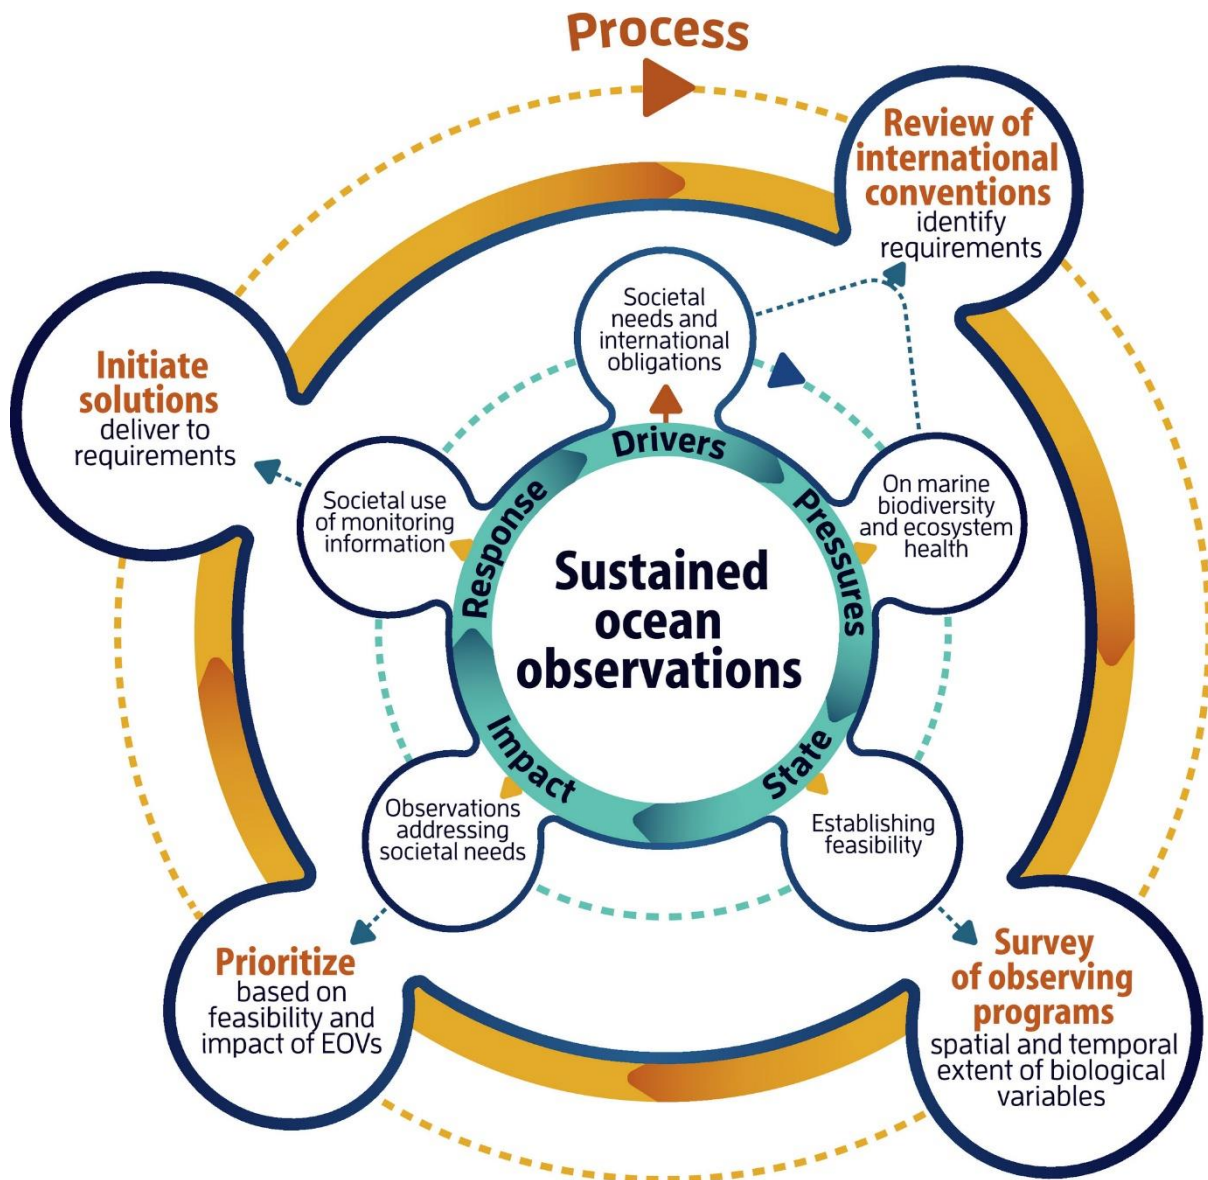 Process
Review of
international
conventions
identify
requirements
Societal
needs and
international
obligations
Initiate
solutions
deliver to
requirements
Drivers
Pressures
State
Impact
Response
On marine
biodiversity
and ecosystem
health
Societal use
of monitoring
information
Sustained
ocean
observations
Observations
addressing
societal needs
Establishing
feasibility
Prioritize
based on
feasibility and
impact of EOVs
Survey
of observing
programs
spatial and temporal
extent of biological
variables